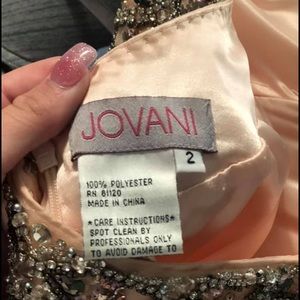 JOVANI
2
100% POLYESTER
RN 61120
MADE IN CHINA
*CARE INSTRUCTIONS*
SPOT CLEAN BY
PROFESSIONALS ONLY
TO AVOID DAMAGE TO